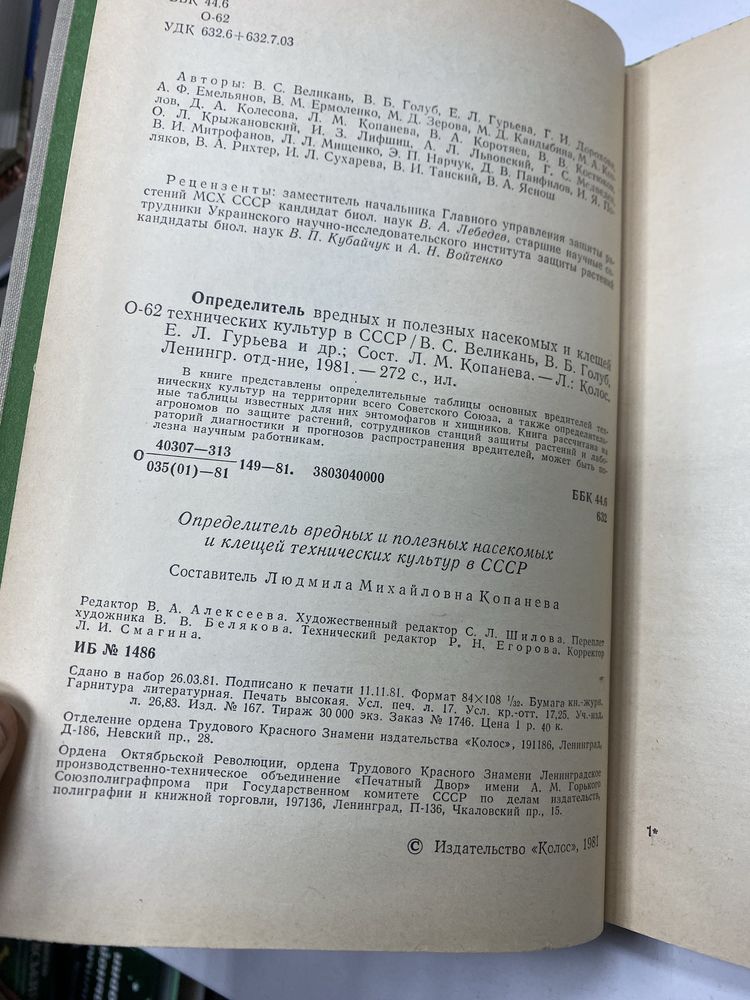 ББК 44.6
О-62
УДК 632.6+632.7.03
Авторы: В. С. Великань, В. Б. Голуб, Е. Л. Гурьева, Г. И. Дорохова,
А. Ф. Емельянов, В. М. Ермоленко, М. Д. Зерова, М. Д. Кандыбина, М. А. Коз-
лов, Д. А. Колесова, Л. М. Копанева, В. А. Коротяев, В. В. Костюков,
О. Л. Крыжановский, И. З. Лифшиц, А. Л. Львовский, Г. С. Медведев,
В. И. Митрофанов, Л. Л. Мищенко, Э. П. Нарчук, Д. В. Панфилов, И. Я. По-
ляков, В. А. Рихтер, И. Л. Сухарева, В. И. Танский, В. А. Яснош
Рецензенты: заместитель начальника Главного управления защиты ра-
стений МСХ СССР кандидат биол. наук В. А. Лебедев, старшие научные со-
трудники Украинского научно-исследовательского института защиты растений
кандидаты биол. наук В. П. Кубайчук и А. Н. Войтенко
Определитель вредных и полезных насекомых и клещей
О-62 технических культур в СССР/В. С. Великань, В. Б. Голуб,
Е. Л. Гурьева и др.; Сост. Л. М. Копанева.—Л.: Колос.
Ленингр. отд-ние, 1981.—272 с., ил.
В книге представлены определительные таблицы основных вредителей тех-
нических культур на территории всего Советского Союза, а также определитель-
ные таблицы известных для них энтомофагов и хищников. Книга рассчитана на
агрономов по защите растений, сотрудников станций защиты растений и лабо-
раторий диагностики и прогнозов распространения вредителей, может быть по-
лезна научным работникам.
О 40307—313
035(01)—81 149—81. 3803040000
ББК 44.6
632
Определитель вредных и полезных насекомых
и клещей технических культур в СССР
Составитель Людмила Михайловна Копанева
Редактор В. А. Алексеева. Художественный редактор С. Л. Шилова. Переплет
художника В. В. Белякова. Технический редактор Р. Н. Егорова. Корректор
Л. И. Смагина.
ИБ № 1486
Сдано в набор 26.03.81. Подписано к печати 11.11.81. Формат 84×108 1/32. Бумага кн.-журн.
Гарнитура литературная. Печать высокая. Усл. печ. л. 17. Усл. кр.-отт. 17,25. Уч.-изд.
л. 26,83. Изд. № 167. Тираж 30 000 экз. Заказ № 1746. Цена 1 р. 40 к.
Отделение ордена Трудового Красного Знамени издательства «Колос», 191186, Ленинград,
Д-186, Невский пр., 28.
Ордена Октябрьской Революции, ордена Трудового Красного Знамени Ленинградское
производственно-техническое объединение «Печатный Двор» имени А. М. Горького
Союзполиграфпрома при Государственном комитете СССР по делам издательств,
полиграфии и книжной торговли, 197136, Ленинград, П-136, Чкаловский пр., 15.
© Издательство «Колос», 1981
1*